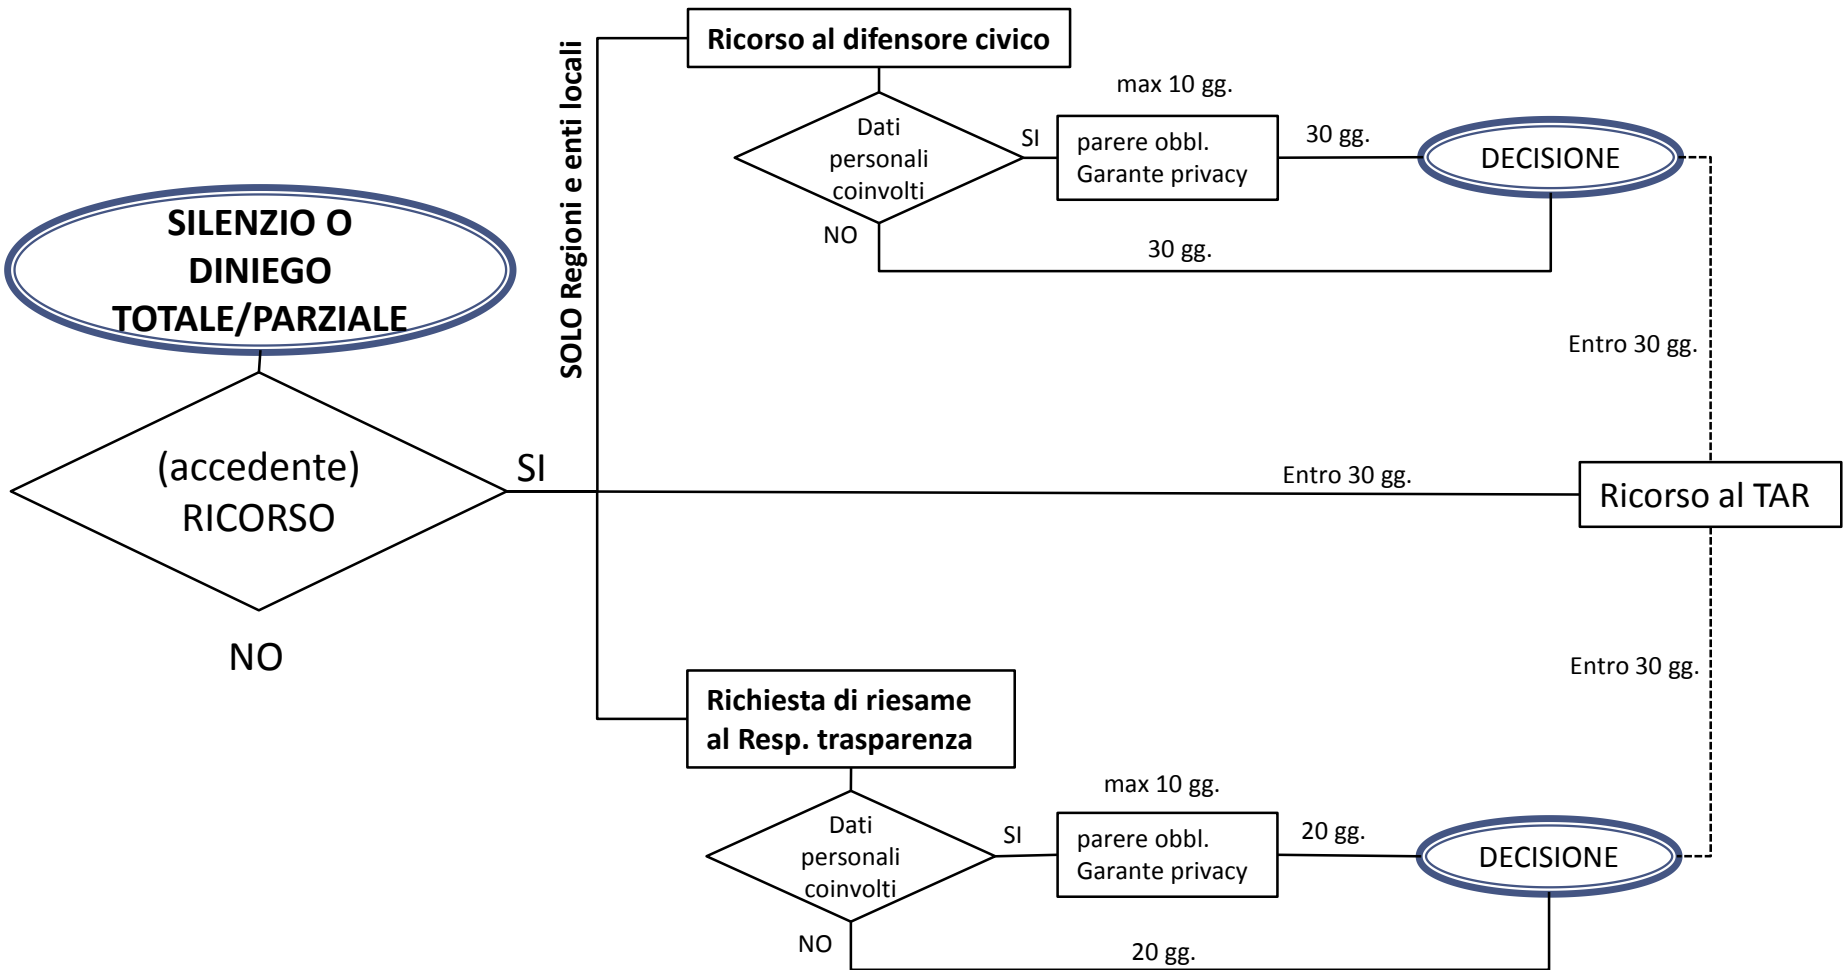 Ricorso al difensore civico
SOLO Regioni e enti locali
max 10 gg.
Dati
personali
coinvolti
SI
parere obbl.
Garante privacy
30 gg.
DECISIONE
NO
30 gg.
SILENZIO O
DINIEGO
TOTALE/PARZIALE
Entro 30 gg.
(accedente)
RICORSO
SI
Entro 30 gg.
Ricorso al TAR
NO
Entro 30 gg.
Richiesta di riesame
al Resp. trasparenza
max 10 gg.
Dati
personali
coinvolti
SI
parere obbl.
Garante privacy
20 gg.
DECISIONE
NO
20 gg.